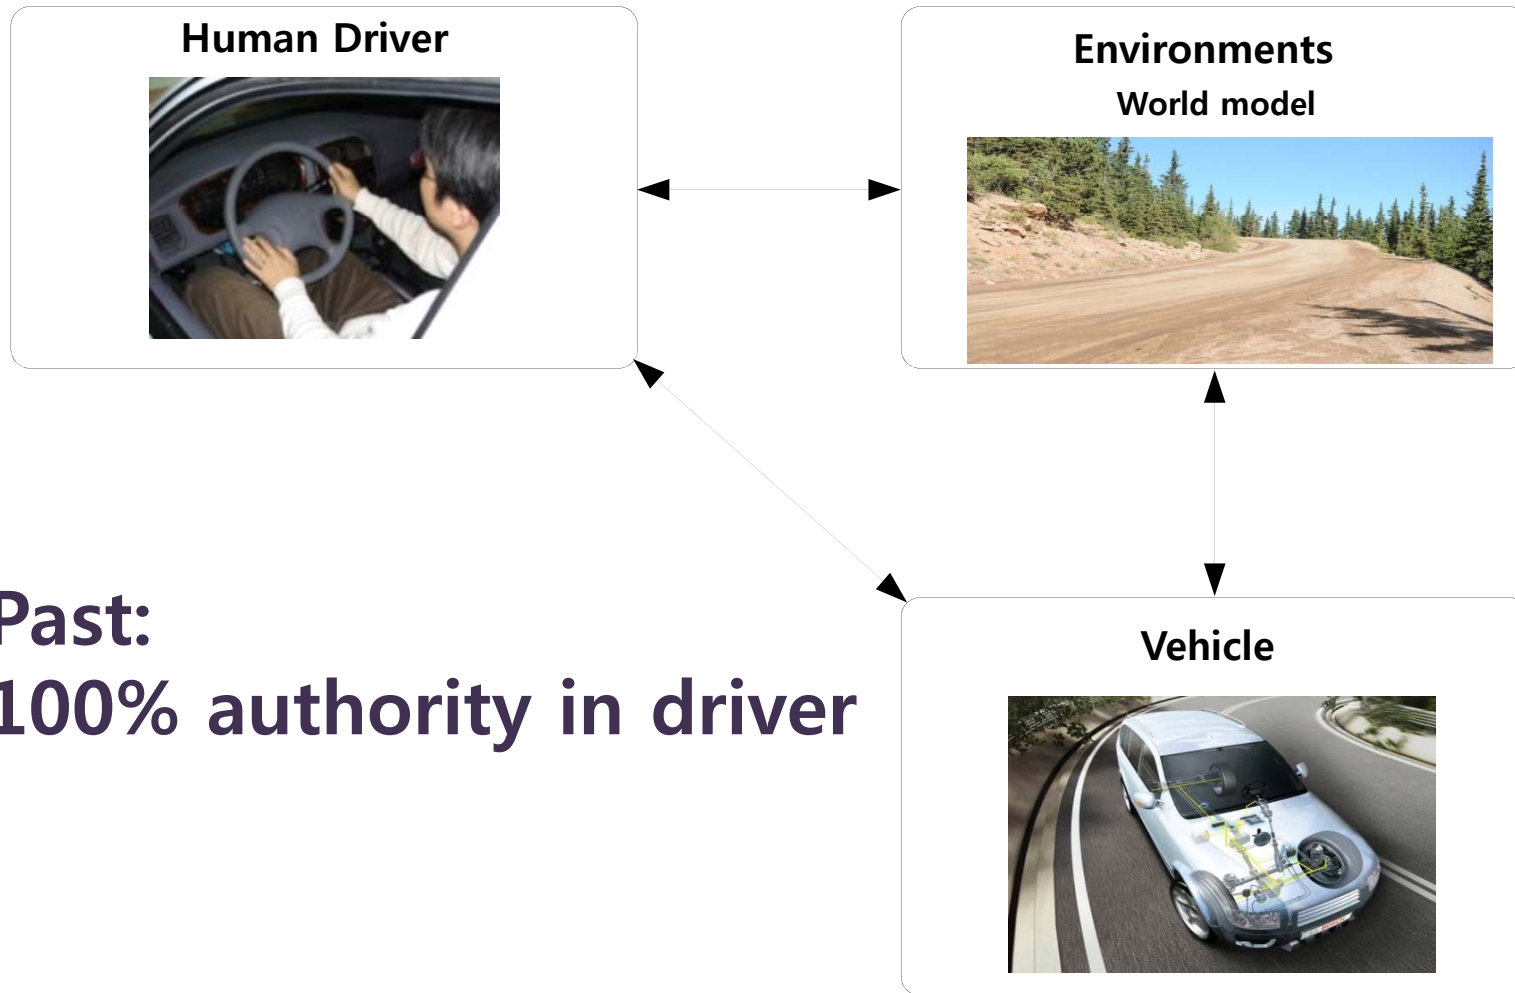 Human Driver
Environments
World model
Past:
100% authority in driver
Vehicle